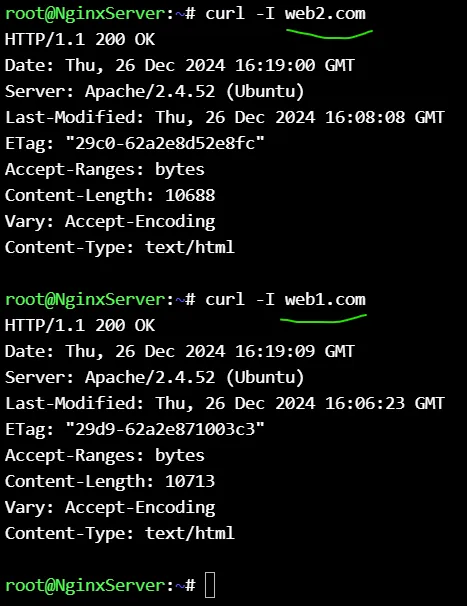 root@NginxServer:~# curl -I web2.com
HTTP/1.1 200 OK
Date: Thu, 26 Dec 2024 16:19:00 GMT
Server: Apache/2.4.52 (Ubuntu)
Last-Modified: Thu, 26 Dec 2024 16:08:08 GMT
ETag: "29c0-62a2e8d52e8fc"
Accept-Ranges: bytes
Content-Length: 10688
Vary: Accept-Encoding
Content-Type: text/html
root@NginxServer:~# curl -I web1.com
HTTP/1.1 200 OK
Date: Thu, 26 Dec 2024 16:19:09 GMT
Server: Apache/2.4.52 (Ubuntu)
Last-Modified: Thu, 26 Dec 2024 16:06:23 GMT
ETag: "29d9-62a2e871003c3"
Accept-Ranges: bytes
Content-Length: 10713
Vary: Accept-Encoding
Content-Type: text/html
root@NginxServer:~#